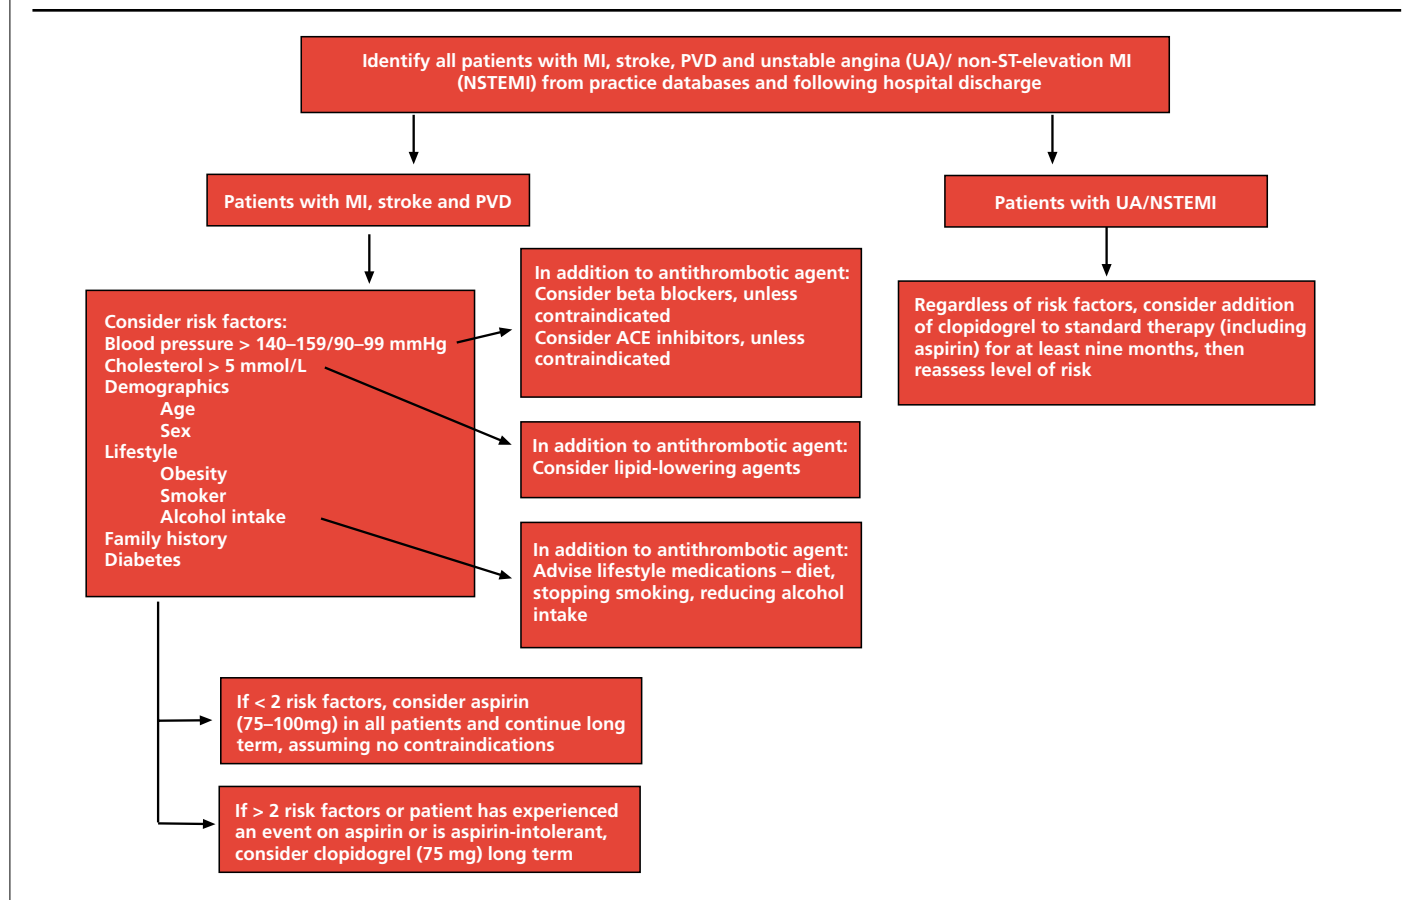 Identify all patients with MI, stroke, PVD and unstable angina (UA)/ non-ST-elevation MI
(NSTEMI) from practice databases and following hospital discharge
Patients with MI, stroke and PVD
Patients with UA/NSTEMI
Consider risk factors:
Blood pressure > 140–159/90–99 mmHg
Cholesterol > 5 mmol/L
Demographics
Age
Sex
Lifestyle
Obesity
Smoker
Alcohol intake
Family history
Diabetes
In addition to antithrombotic agent:
Consider beta blockers, unless
contraindicated
Consider ACE inhibitors, unless
contraindicated
In addition to antithrombotic agent:
Consider lipid-lowering agents
In addition to antithrombotic agent:
Advise lifestyle medications – diet,
stopping smoking, reducing alcohol
intake
Regardless of risk factors, consider addition
of clopidogrel to standard therapy (including
aspirin) for at least nine months, then
reassess level of risk
If < 2 risk factors, consider aspirin
(75–100mg) in all patients and continue long
term, assuming no contraindications
If > 2 risk factors or patient has experienced
an event on aspirin or is aspirin-intolerant,
consider clopidogrel (75 mg) long term